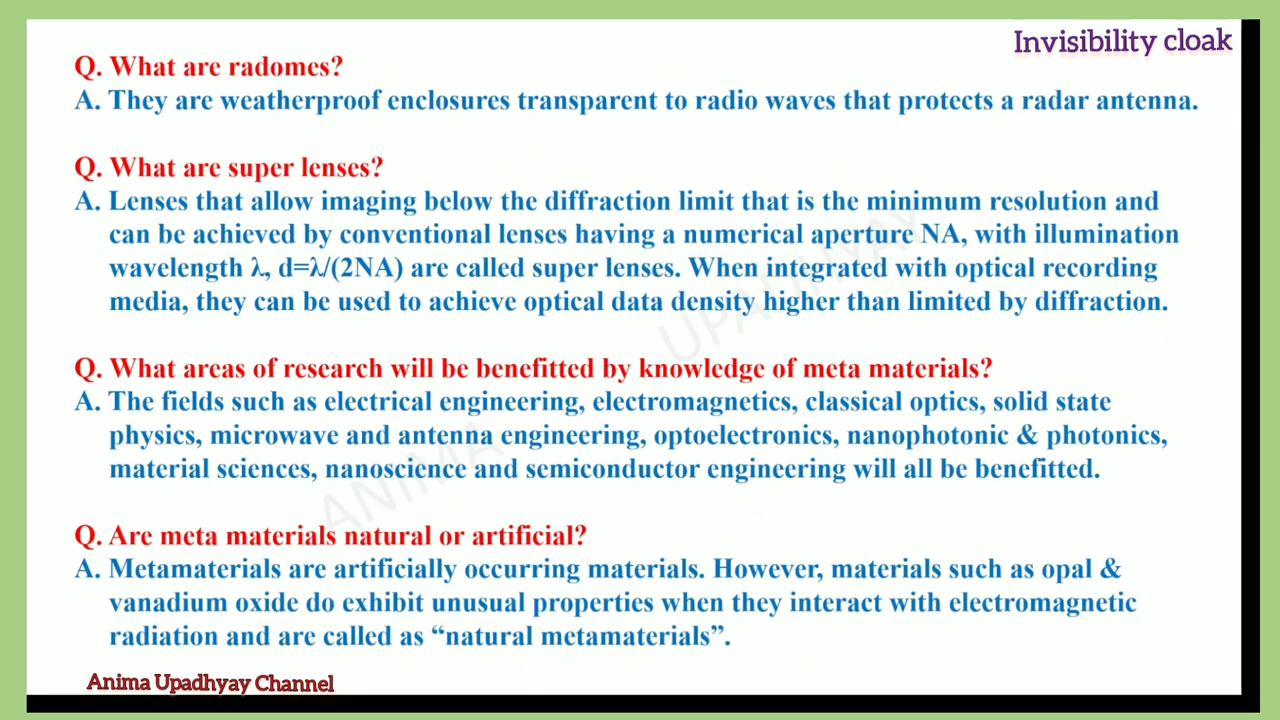 Invisibility cloak
Q. What are radomes?
A. They are weatherproof enclosures transparent to radio waves that protects a radar antenna.
Q. What are super lenses?
A. Lenses that allow imaging below the diffraction limit that is the minimum resolution and
can be achieved by conventional lenses having a numerical aperture NA, with illumination
wavelength λ, d=λ/(2NA) are called super lenses. When integrated with optical recording
media, they can be used to achieve optical data density higher than limited by diffraction.
Q. What areas of research will be benefitted by knowledge of meta materials?
A. The fields such as electrical engineering, electromagnetics, classical optics, solid state
physics, microwave and antenna engineering, optoelectronics, nanophotonic & photonics,
material sciences, nanoscience and semiconductor engineering will all be benefitted.
Q. Are meta materials natural or artificial?
A. Metamaterials are artificially occurring materials. However, materials such as opal &
vanadium oxide do exhibit unusual properties when they interact with electromagnetic
radiation and are called as “natural metamaterials”.
ANIMA UPADHYAY
Anima Upadhyay Channel